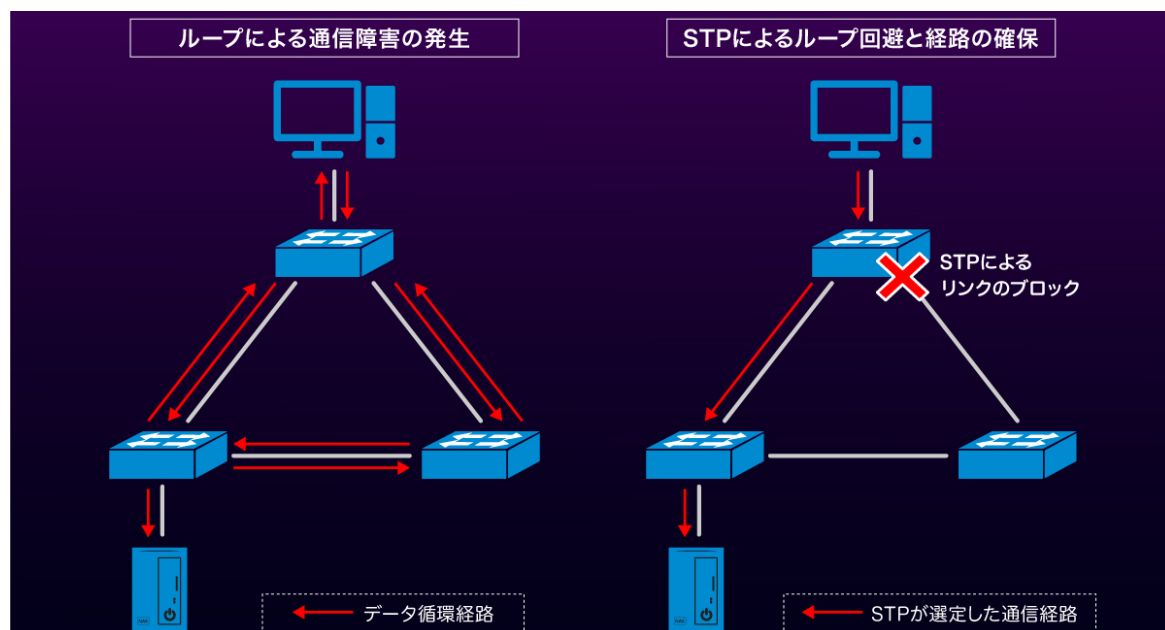 ループによる通信障害の発生
STPによるループ回避と経路の確保
STPによる
リンクのブロック
データ循環経路
STPが選定した通信経路